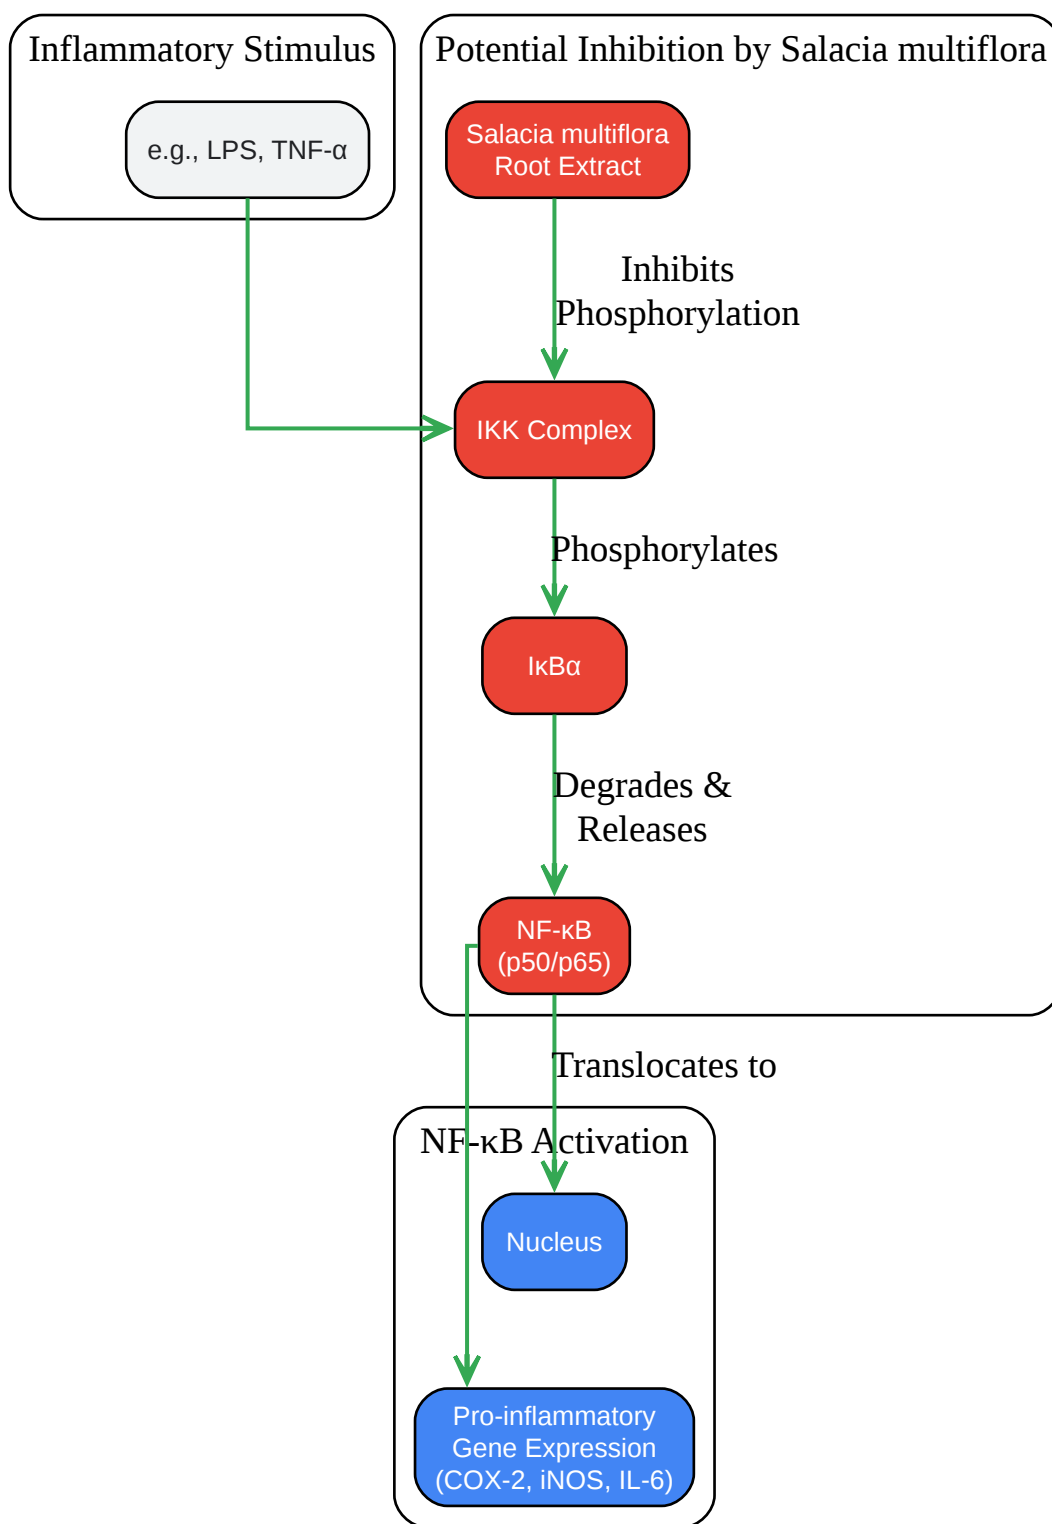 Inflammatory Stimulus
e.g., LPS, TNF-α
Potential Inhibition by Salacia multiflora
Salacia multiflora
Root Extract
Inhibits
Phosphorylation
IKK Complex
Phosphorylates
IκBα
Degrades &
Releases
NF-κB
(p50/p65)
Translocates to
NF-κB Activation
Nucleus
Pro-inflammatory
Gene Expression
(COX-2, iNOS, IL-6)